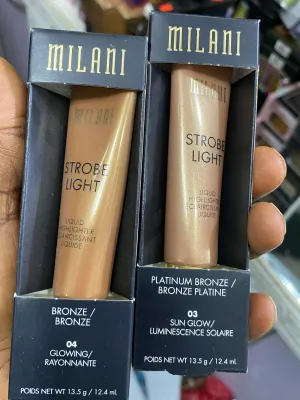 MILANI
MILANI
STROBE
LIGHT
LIQUID
HIGHLIGHTER
ÉCLAIRCISSANT
LIQUIDE
BRONZE /
BRONZE
04
GLOWING/
RAYONNANTE
POIDS NET WT 13.5 g / 12.4 mL
MILANI
MILANI
STROBE
LIGHT
LIQUID
HIGHLIGHTER
ÉCLAIRCISSANT
LIQUIDE
PLATINUM BRONZE /
BRONZE PLATINE
03
SUN GLOW/
LUMINESCENCE SOLAIRE
POIDS NET WT 13.5 g / 12.4 mL